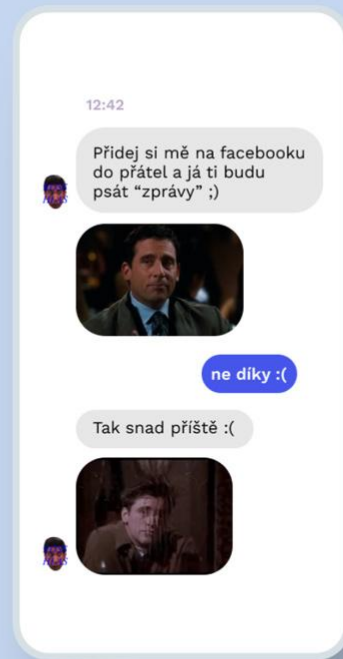 12:42
Přidej si mě na facebooku
do přátel a já ti budu
psát “zprávy” ;)
ne díky :(
Tak snad příště :(